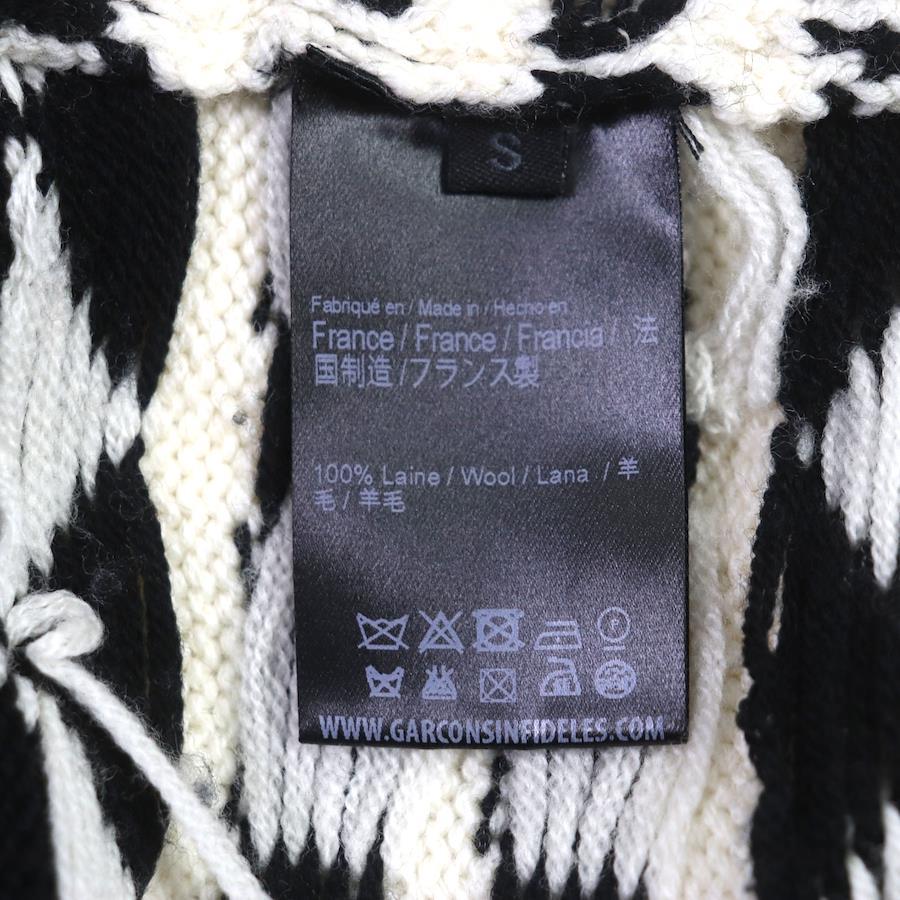 S
Fabriqué en / Made in / Hecho en
France / France / Francia / 法
国制造 / フランス製
100% Laine / Wool / Lana / 羊
毛 / 羊毛
WWW.GARCONSINFIDELES.COM